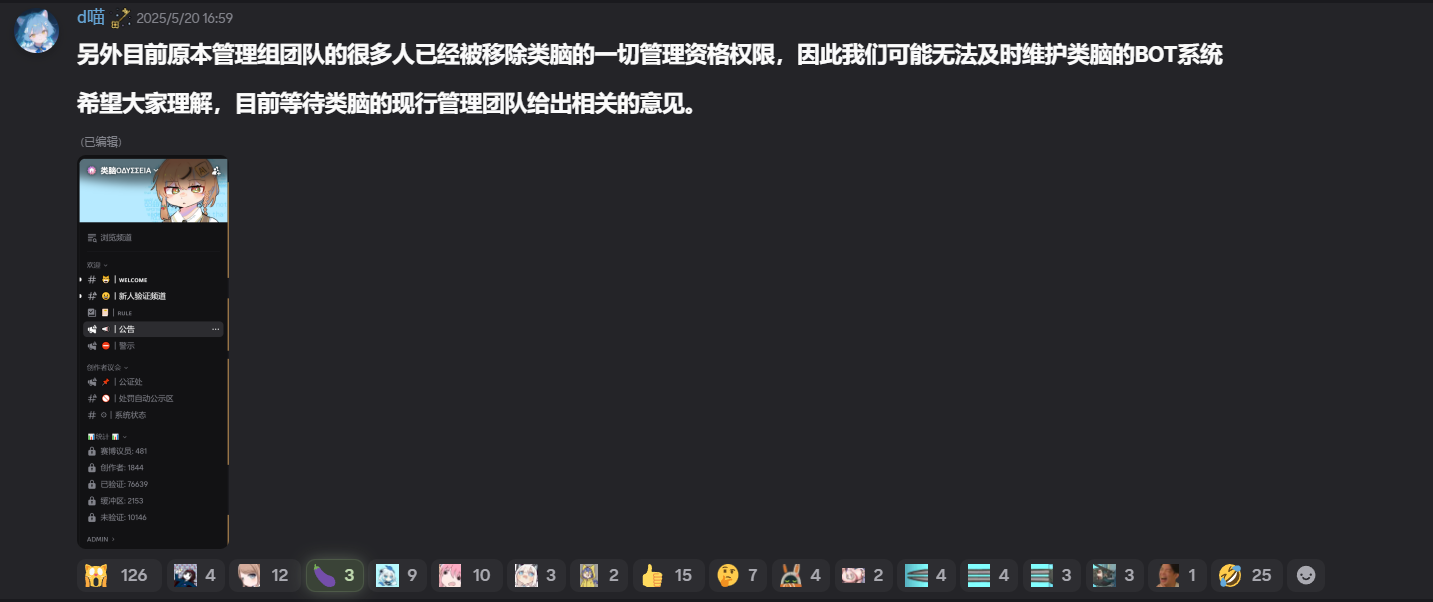 d喵 2025/5/20 16:59
另外目前原本管理组团队的很多人已经被移除类脑的一切管理资格权限，因此我们可能无法及时维护类脑的BOT系统
希望大家理解，目前等待类脑的现行管理团队给出相关的意见。
(已编辑)
类脑ΟΔΥΣΣΕΙΑ
浏览频道
欢迎
# | WELCOME
# | 新人验证频道
| RULE
| 公告 ...
| 警示
创作者议会
| 公证处
# | 处罚自动公示区
# | 系统状态
统计
赛博议员: 481
创作者: 1844
已验证: 76639
缓冲区: 2153
未验证: 10146
ADMIN >
126 4 12 3 9 10 3 2 15 7 4 2 4 4 3 3 1 25